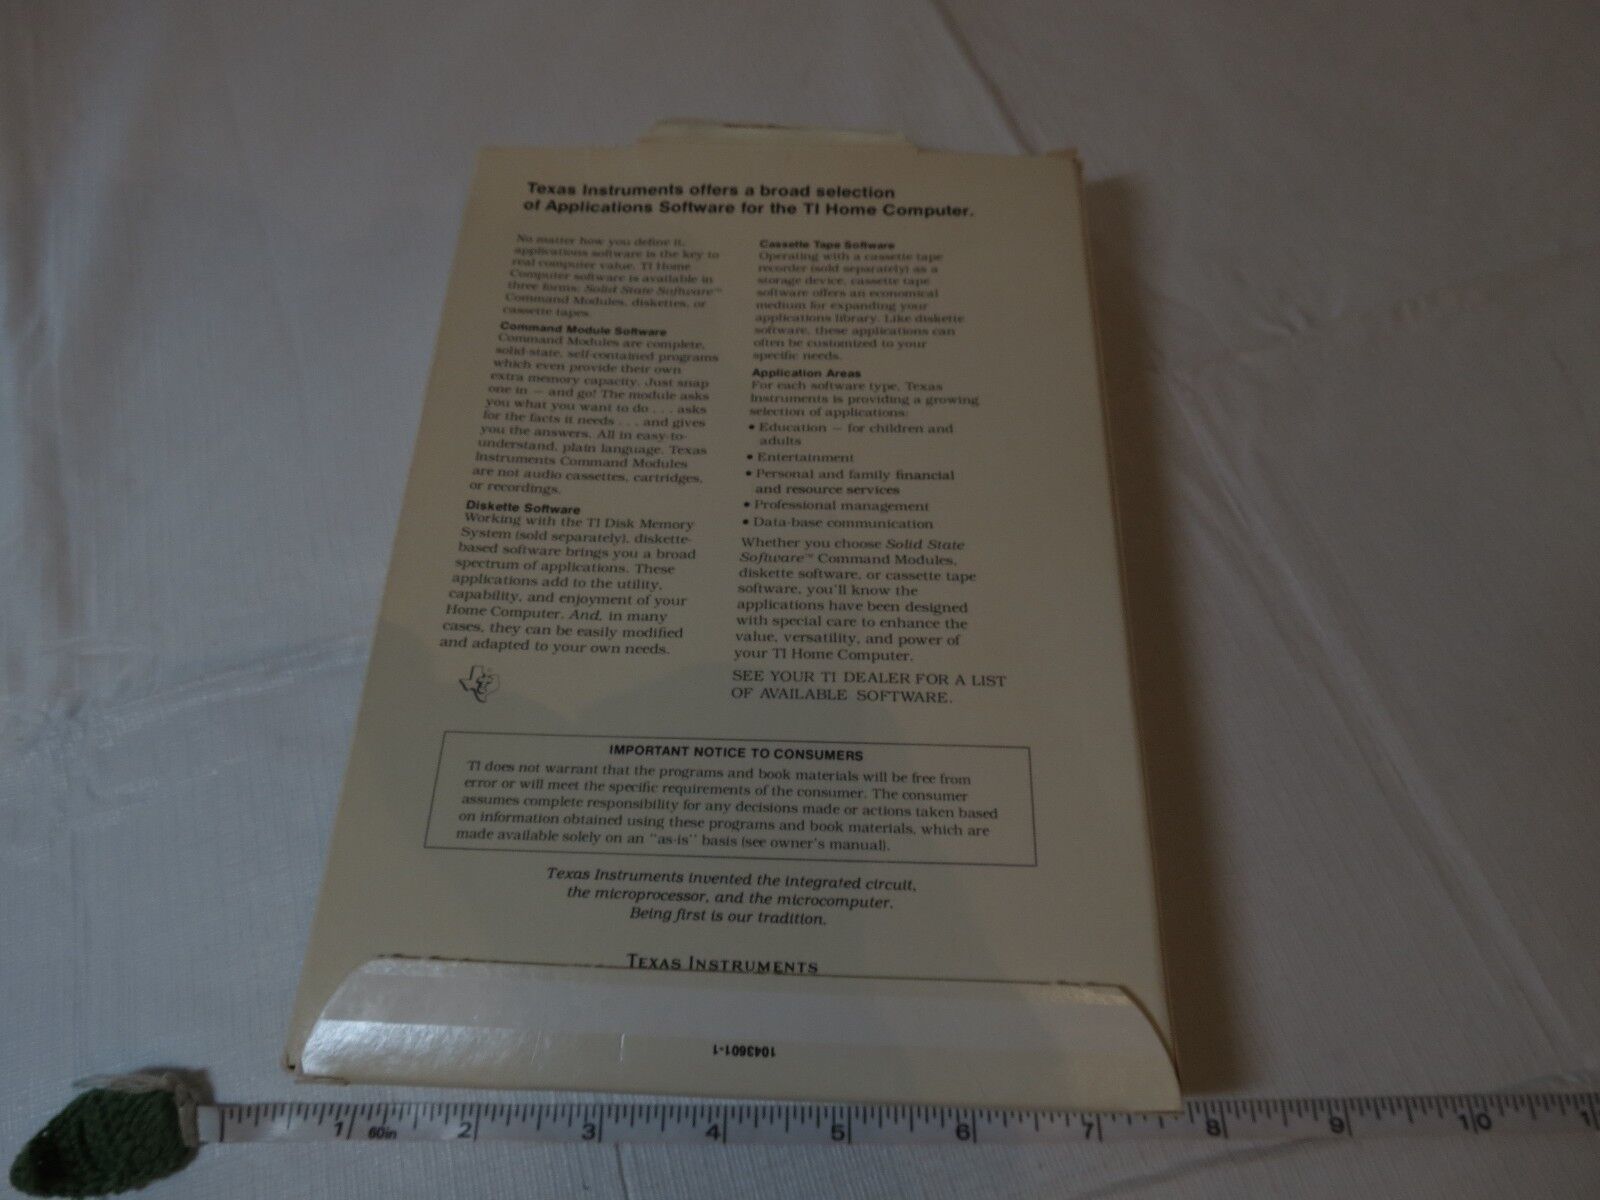 Texas Instruments offers a broad selection
of Applications Software for the TI Home Computer.
No matter how you define it,
applications software is the key to
real computer value. TI Home
Computer software is available in
three forms: Solid State Software™
Command Modules, diskettes, or
cassette tapes.
Command Module Software
Command Modules are complete,
solid-state, self-contained programs
which even provide their own
extra memory capacity. Just snap
one in — and go! The module asks
you what you want to do . . . asks
for the facts it needs . . . and gives
you the answers. All in easy-to-
understand, plain language. Texas
Instruments Command Modules
are not audio cassettes, cartridges,
or recordings.
Diskette Software
Working with the TI Disk Memory
System (sold separately), diskette-
based software brings you a broad
spectrum of applications. These
applications add to the utility,
capability, and enjoyment of your
Home Computer. And, in many
cases, they can be easily modified
and adapted to your own needs.
Cassette Tape Software
Operating with a cassette tape
recorder (sold separately) as a
storage device, cassette tape
software offers an economical
medium for expanding your
applications library. Like diskette
software, these applications can
often be customized to your
specific needs.
Application Areas
For each software type, Texas
Instruments is providing a growing
selection of applications:
• Education — for children and
adults
• Entertainment
• Personal and family financial
and resource services
• Professional management
• Data-base communication
Whether you choose Solid State
Software™ Command Modules,
diskette software, or cassette tape
software, you'll know the
applications have been designed
with special care to enhance the
value, versatility, and power of
your TI Home Computer.
SEE YOUR TI DEALER FOR A LIST
OF AVAILABLE SOFTWARE.
IMPORTANT NOTICE TO CONSUMERS
TI does not warrant that the programs and book materials will be free from
error or will meet the specific requirements of the consumer. The consumer
assumes complete responsibility for any decisions made or actions taken based
on information obtained using these programs and book materials, which are
made available solely on an "as-is" basis (see owner's manual).
Texas Instruments invented the integrated circuit,
the microprocessor, and the microcomputer.
Being first is our tradition.
TEXAS INSTRUMENTS
1043601-1
1 60in 2 3 4 5 6 7 8 9 10